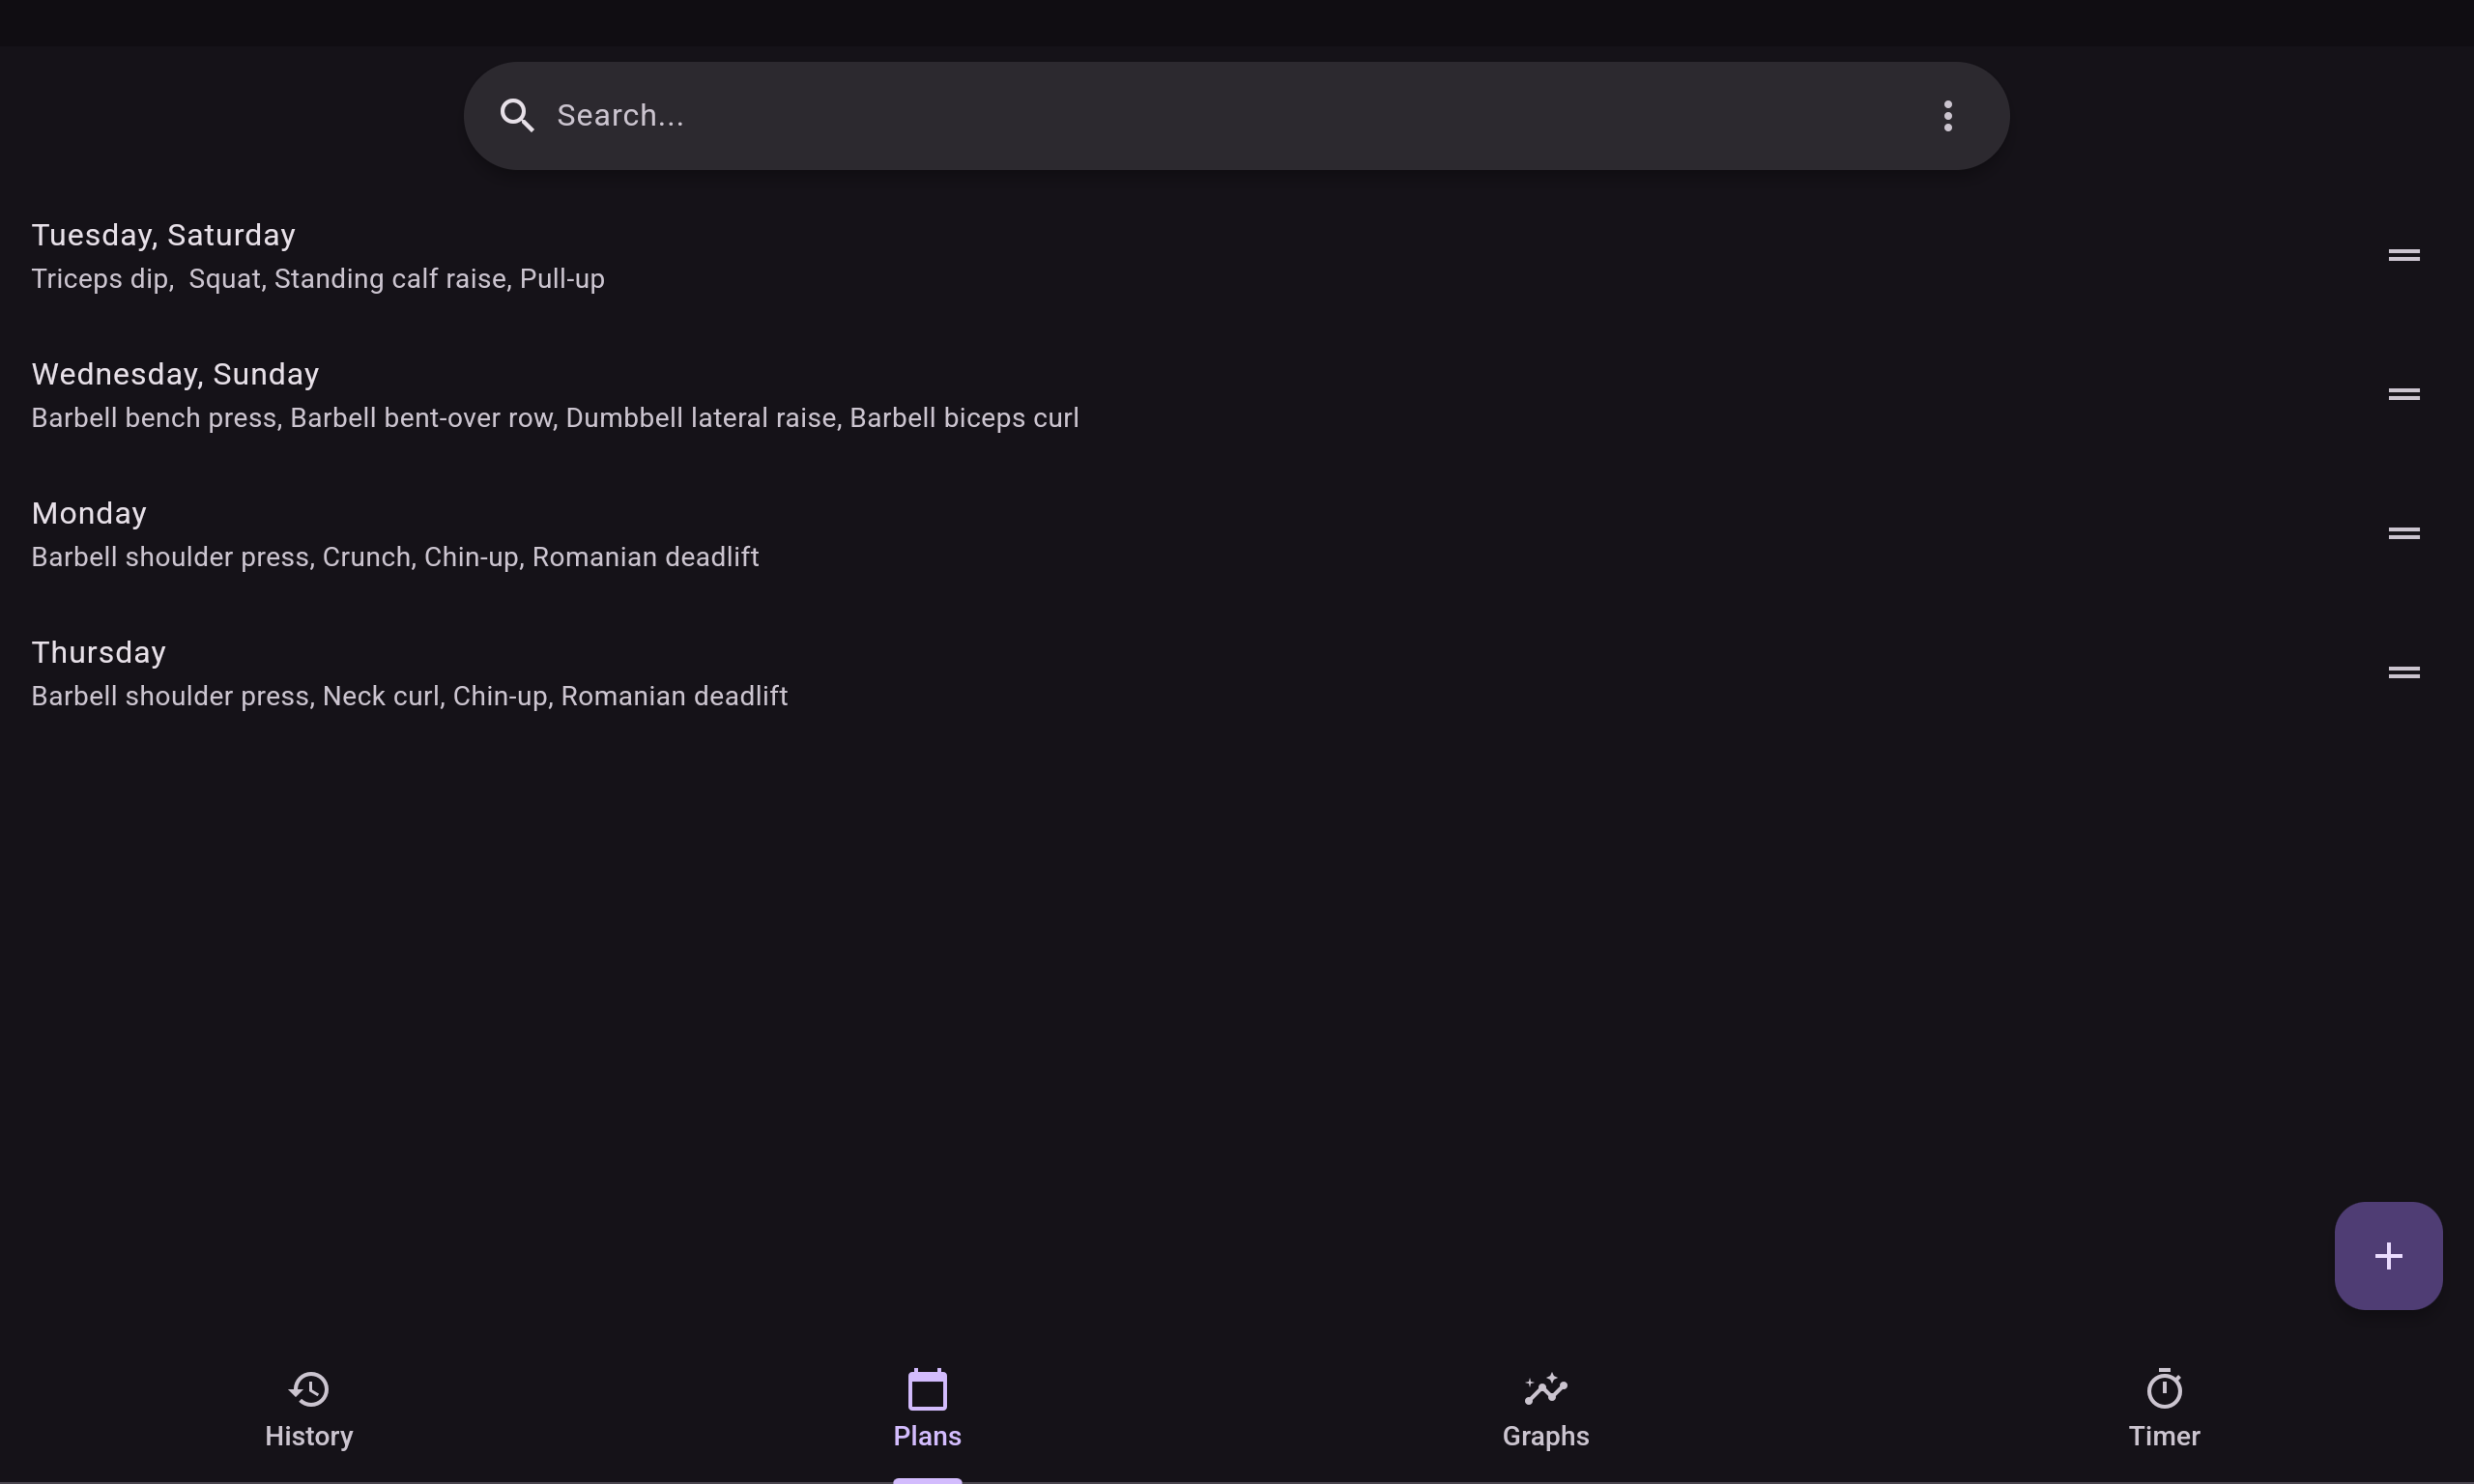 Search...
Tuesday, Saturday
Triceps dip,  Squat, Standing calf raise, Pull-up
Wednesday, Sunday
Barbell bench press, Barbell bent-over row, Dumbbell lateral raise, Barbell biceps curl
Monday
Barbell shoulder press, Crunch, Chin-up, Romanian deadlift
Thursday
Barbell shoulder press, Neck curl, Chin-up, Romanian deadlift
History
Plans
Graphs
Timer